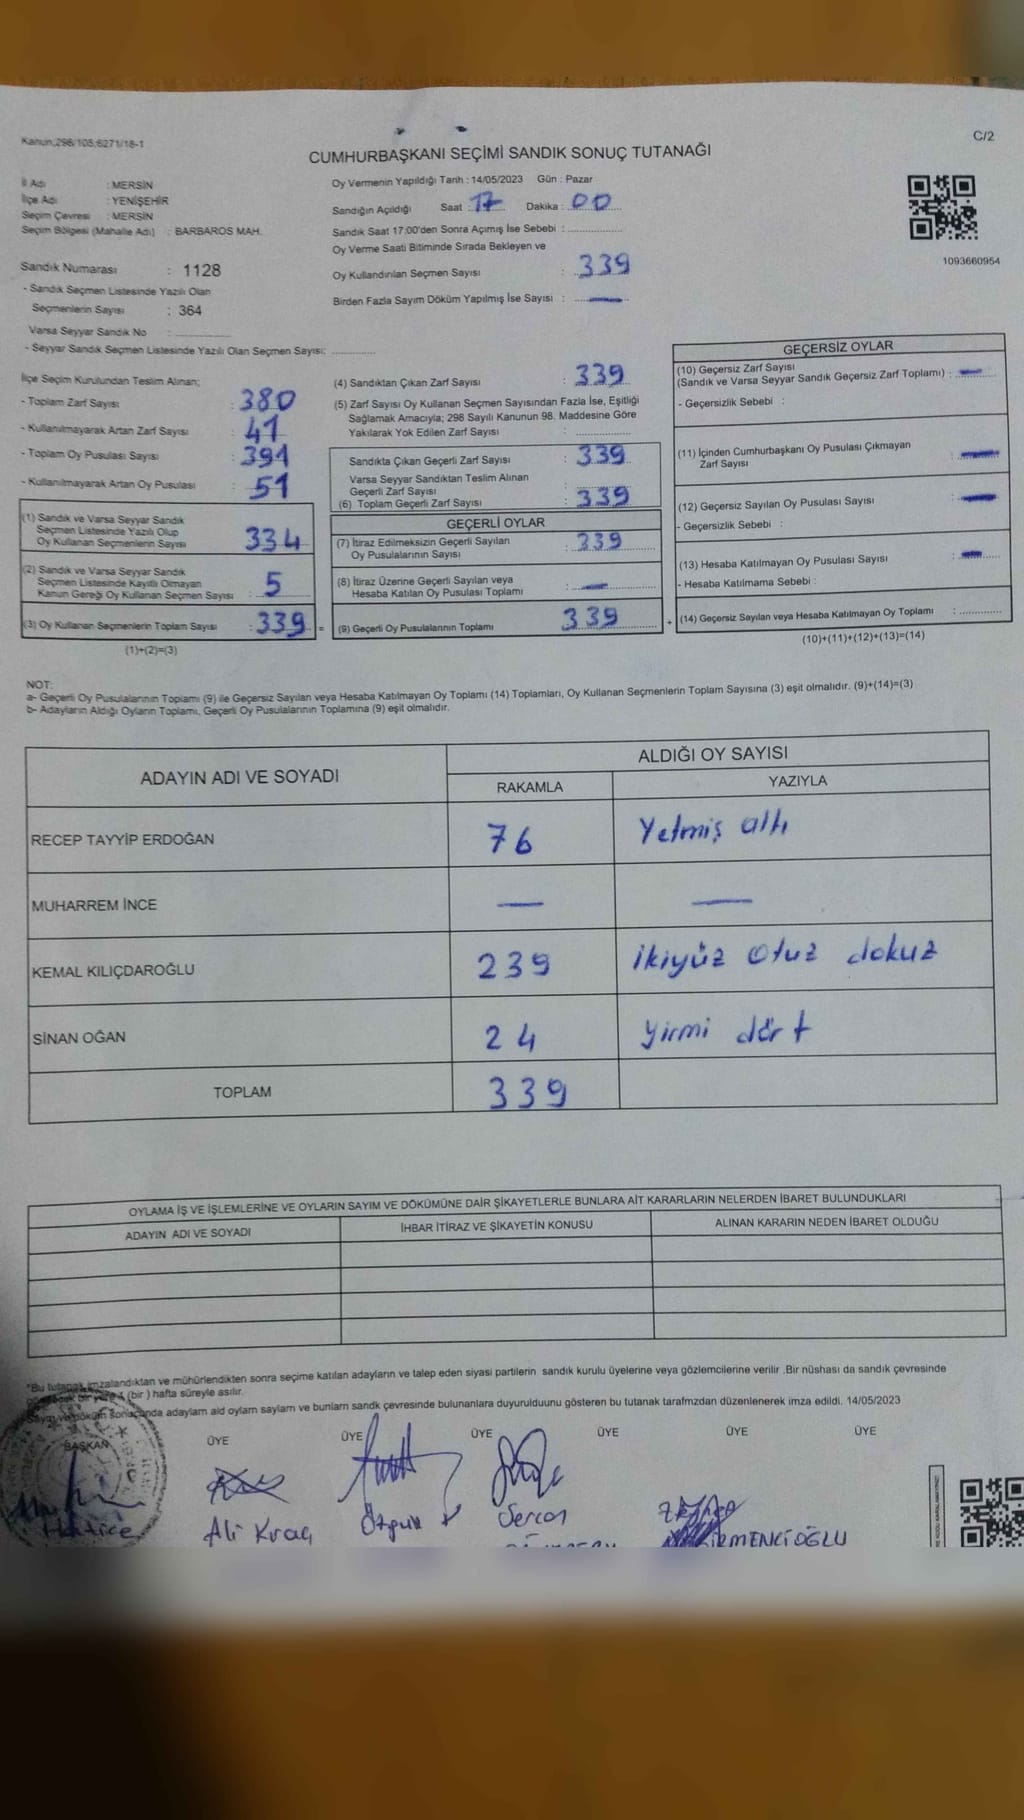 Kanun:298/105;6271/18-1
C/2
CUMHURBAŞKANI SEÇİMİ SANDIK SONUÇ TUTANAĞI
İl Adı : MERSİN
İlçe Adı : YENİŞEHİR
Seçim Çevresi : MERSİN
Seçim Bölgesi (Mahalle Adı) : BARBAROS MAH.
Sandık Numarası : 1128
- Sandık Seçmen Listesinde Yazılı Olan
Seçmenlerin Sayısı : 364
Varsa Seyyar Sandık No :
- Seyyar Sandık Seçmen Listesinde Yazılı Olan Seçmen Sayısı:
Oy Vermenin Yapıldığı Tarih : 14/05/2023 Gün : Pazar
Sandığın Açıldığı Saat : 17 Dakika : 00
Sandık Saat 17:00'den Sonra Açımış İse Sebebi :
Oy Verme Saati Bitiminde Sırada Bekleyen ve
Oy Kullandırılan Seçmen Sayısı : 339
Birden Fazla Sayım Döküm Yapılmış İse Sayısı : —
1093660954
İlçe Seçim Kurulundan Teslim Alınan;
- Toplam Zarf Sayısı : 380
- Kullanılmayarak Artan Zarf Sayısı : 41
- Toplam Oy Pusulası Sayısı : 391
- Kullanılmayarak Artan Oy Pusulası : 51
(1) Sandık ve Varsa Seyyar Sandık
Seçmen Listesinde Yazılı Olup
Oy Kullanan Seçmenlerin Sayısı : 334
(2) Sandık ve Varsa Seyyar Sandık
Seçmen Listesinde Kayıtlı Olmayan
Kanun Gereği Oy Kullanan Seçmen Sayısı : 5
(3) Oy Kullanan Seçmenlerin Toplam Sayısı : 339 =
(1)+(2)=(3)
(4) Sandıktan Çıkan Zarf Sayısı : 339
(5) Zarf Sayısı Oy Kullanan Seçmen Sayısından Fazla İse, Eşitliği
Sağlamak Amacıyla; 298 Sayılı Kanunun 98. Maddesine Göre
Yakılarak Yok Edilen Zarf Sayısı :
Sandıkta Çıkan Geçerli Zarf Sayısı : 339
Varsa Seyyar Sandıktan Teslim Alınan
Geçerli Zarf Sayısı :
(6) Toplam Geçerli Zarf Sayısı : 339
GEÇERLİ OYLAR
(7) İtiraz Edilmeksizin Geçerli Sayılan
Oy Pusulalarının Sayısı : 339
(8) İtiraz Üzerine Geçerli Sayılan veya
Hesaba Katılan Oy Pusulası Toplamı : —
(9) Geçerli Oy Pusulalarının Toplamı : 339 +
GEÇERSİZ OYLAR
(10) Geçersiz Zarf Sayısı
(Sandık ve Varsa Seyyar Sandık Geçersiz Zarf Toplamı) : —
- Geçersizlik Sebebi :
(11) İçinden Cumhurbaşkanı Oy Pusulası Çıkmayan
Zarf Sayısı : —
(12) Geçersiz Sayılan Oy Pusulası Sayısı : —
- Geçersizlik Sebebi :
(13) Hesaba Katılmayan Oy Pusulası Sayısı : —
- Hesaba Katılmama Sebebi :
(14) Geçersiz Sayılan veya Hesaba Katılmayan Oy Toplamı :
(10)+(11)+(12)+(13)=(14)
NOT:
a- Geçerli Oy Pusulalarının Toplamı (9) ile Geçersiz Sayılan veya Hesaba Katılmayan Oy Toplamı (14) Toplamları, Oy Kullanan Seçmenlerin Toplam Sayısına (3) eşit olmalıdır. (9)+(14)=(3)
b- Adayların Aldığı Oyların Toplamı, Geçerli Oy Pusulalarının Toplamına (9) eşit olmalıdır.
ADAYIN ADI VE SOYADI ALDIĞI OY SAYISI
RAKAMLA YAZIYLA
RECEP TAYYİP ERDOĞAN 76 Yetmiş altı
MUHARREM İNCE — —
KEMAL KILIÇDAROĞLU 239 ikiyüz otuz dokuz
SİNAN OĞAN 24 yirmi dört
TOPLAM 339
OYLAMA İŞ VE İŞLEMLERİNE VE OYLARIN SAYIM VE DÖKÜMÜNE DAİR ŞİKAYETLERLE BUNLARA AİT KARARLARIN NELERDEN İBARET BULUNDUKLARI
ADAYIN ADI VE SOYADI İHBAR İTİRAZ VE ŞİKAYETİN KONUSU ALINAN KARARIN NEDEN İBARET OLDUĞU
*Bu tutanak imzalandıktan ve mühürlendikten sonra seçime katılan adayların ve talep eden siyasi partilerin sandık kurulu üyelerine veya gözlemcilerine verilir .Bir nüshası da sandık çevresinde
(bir ) hafta süreyle asılır.
adaylarn ald oylarn saylarn ve bunlarn sandk çevresinde bulunanlara duyurulduunu gösteren bu tutanak tarafmzdan düzenlenerek imza edildi. 14/05/2023
BAŞKAN ÜYE ÜYE ÜYE ÜYE ÜYE ÜYE
Hatice Ali Kıraç Sercan